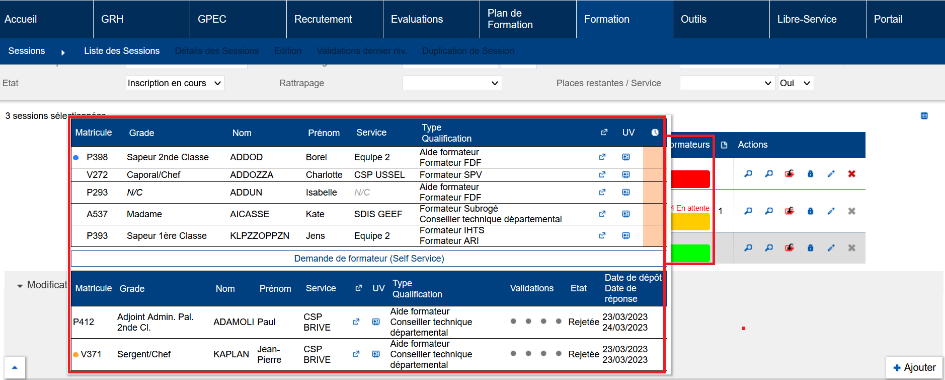 Accueil GRH GPEC Recrutement Evaluations Plan de Formation Formation Outils Libre-Service Portail
Sessions Liste des Sessions Détails des Sessions Edition Validations dernier niv. Duplication de Session
Etat Inscription en cours Rattrapage Places restantes / Service Oui
3 sessions sélectionnées
Matricule Grade Nom Prénom Service Type Qualification UV
ormateurs Actions
P398 Sapeur 2nde Classe ADDOD Borel Equipe 2 Aide formateur
Formateur FDF
V272 Caporal/Chef ADDOZZA Charlotte CSP USSEL Formateur SPV
P293 N/C ADDUN Isabelle N/C Aide formateur
Formateur FDF
A537 Madame AICASSE Kate SDIS GEEF Formateur Subrogé
Conseiller technique départemental
4 En attente 1
P393 Sapeur 1ère Classe KLPZZOPPZN Jens Equipe 2 Formateur IHTS
Formateur ARI
Demande de formateur (Self Service)
Modificat
Matricule Grade Nom Prénom Service UV Type Qualification Validations Etat Date de dépôt Date de réponse
P412 Adjoint Admin. Pal. 2nde Cl. ADAMOLI Paul CSP BRIVE Aide formateur
Conseiller technique départemental
Rejetée 23/03/2023
24/03/2023
V371 Sergent/Chef KAPLAN Jean-Pierre CSP BRIVE Aide formateur
Conseiller technique départemental
Rejetée 23/03/2023
23/03/2023
+ Ajouter